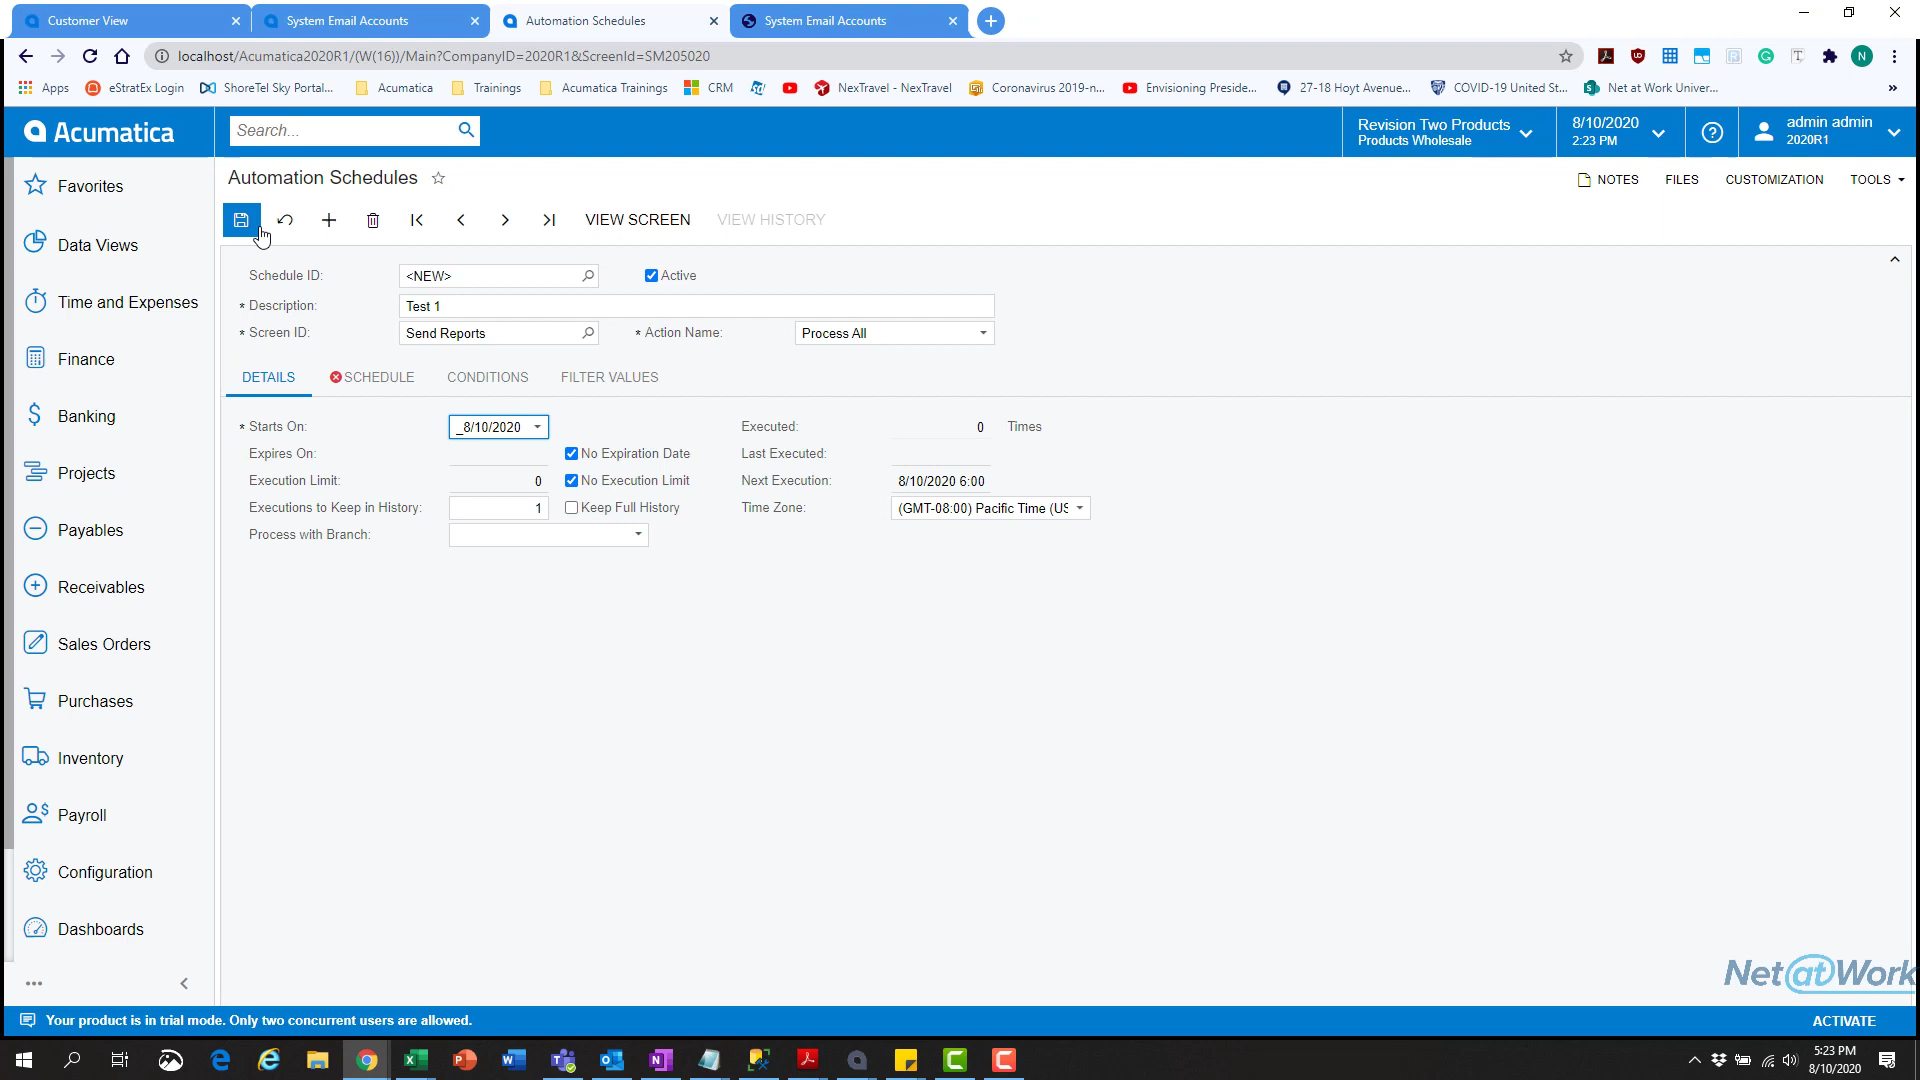 Customer View
System Email Accounts
Automation Schedules
System Email Accounts
localhost/Acumatica2020R1/(W(16))/Main?CompanyID=2020R1&ScreenId=SM205020
Apps
eStratEx Login
ShoreTel Sky Portal...
Acumatica
Trainings
Acumatica Trainings
CRM
NexTravel - NexTravel
Coronavirus 2019-n...
Envisioning Preside...
27-18 Hoyt Avenue...
COVID-19 United St...
Net at Work Univer...
Acumatica
Search...
Revision Two Products
Products Wholesale
8/10/2020
2:23 PM
admin admin
2020R1
Favorites
Data Views
Time and Expenses
Finance
Banking
Projects
Payables
Receivables
Sales Orders
Purchases
Inventory
Payroll
Configuration
Dashboards
Automation Schedules
NOTES
FILES
CUSTOMIZATION
TOOLS
VIEW SCREEN
VIEW HISTORY
Schedule ID: <NEW> Active
* Description: Test 1
* Screen ID: Send Reports * Action Name: Process All
DETAILS SCHEDULE CONDITIONS FILTER VALUES
* Starts On: _8/10/2020 Executed: 0 Times
Expires On: No Expiration Date Last Executed:
Execution Limit: 0 No Execution Limit Next Execution: 8/10/2020 6:00
Executions to Keep in History: 1 Keep Full History Time Zone: (GMT-08:00) Pacific Time (US
Process with Branch:
Net at Work
Your product is in trial mode. Only two concurrent users are allowed.
ACTIVATE
5:23 PM
8/10/2020